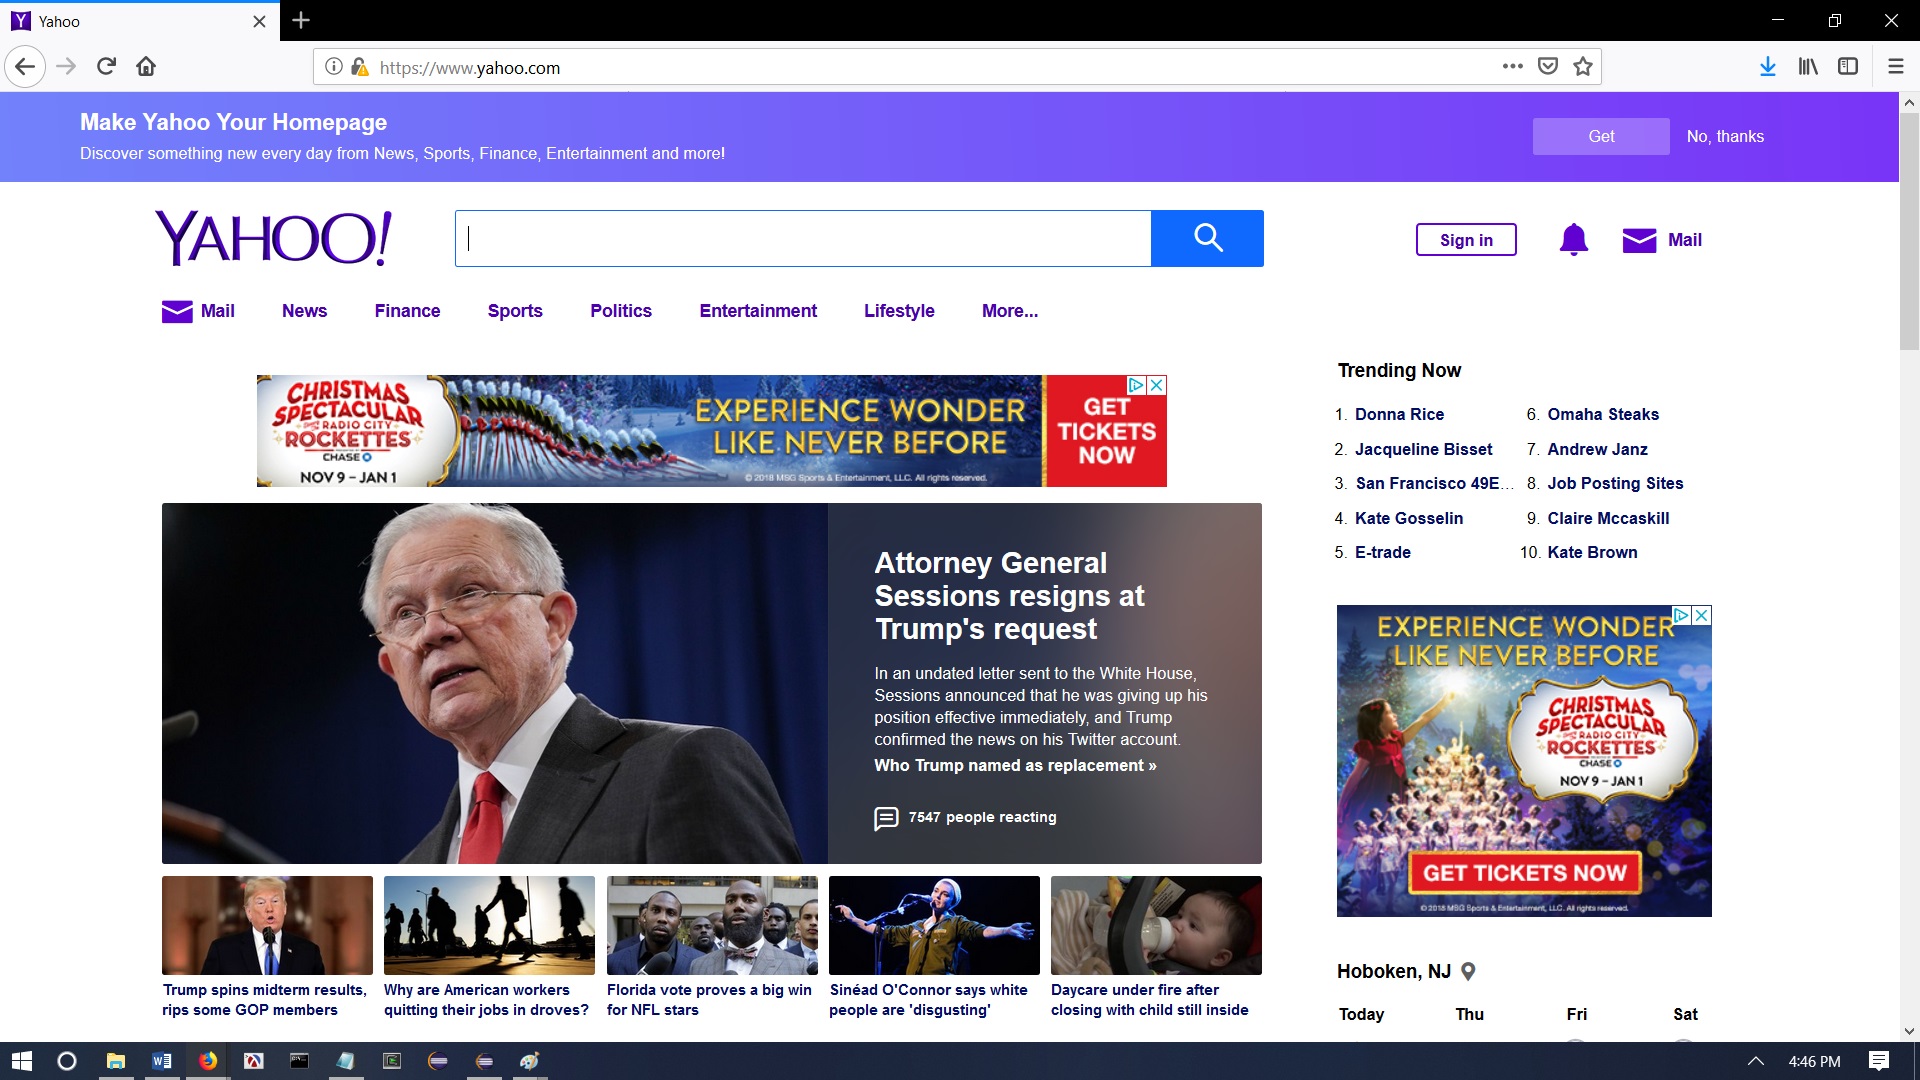 Yahoo
https://www.yahoo.com
Make Yahoo Your Homepage
Discover something new every day from News, Sports, Finance, Entertainment and more!
Get
No, thanks
YAHOO!
Sign in
Mail
Mail
News
Finance
Sports
Politics
Entertainment
Lifestyle
More...
CHRISTMAS
SPECTACULAR
RADIO CITY
ROCKETTES
CHASE
NOV 9 – JAN 1
EXPERIENCE WONDER
LIKE NEVER BEFORE
© 2018 MSG Sports & Entertainment, LLC. All rights reserved.
GET
TICKETS
NOW
Attorney General
Sessions resigns at
Trump's request
In an undated letter sent to the White House,
Sessions announced that he was giving up his
position effective immediately, and Trump
confirmed the news on his Twitter account.
Who Trump named as replacement »
7547 people reacting
Trump spins midterm results,
rips some GOP members
Why are American workers
quitting their jobs in droves?
Florida vote proves a big win
for NFL stars
Sinéad O'Connor says white
people are 'disgusting'
Daycare under fire after
closing with child still inside
Trending Now
1. Donna Rice
2. Jacqueline Bisset
3. San Francisco 49E...
4. Kate Gosselin
5. E-trade
6. Omaha Steaks
7. Andrew Janz
8. Job Posting Sites
9. Claire Mccaskill
10. Kate Brown
EXPERIENCE WONDER
LIKE NEVER BEFORE
CHRISTMAS
SPECTACULAR
RADIO CITY
ROCKETTES
CHASE
NOV 9 – JAN 1
GET TICKETS NOW
© 2018 MSG Sports & Entertainment, LLC. All rights reserved.
Hoboken, NJ
Today
Thu
Fri
Sat
4:46 PM